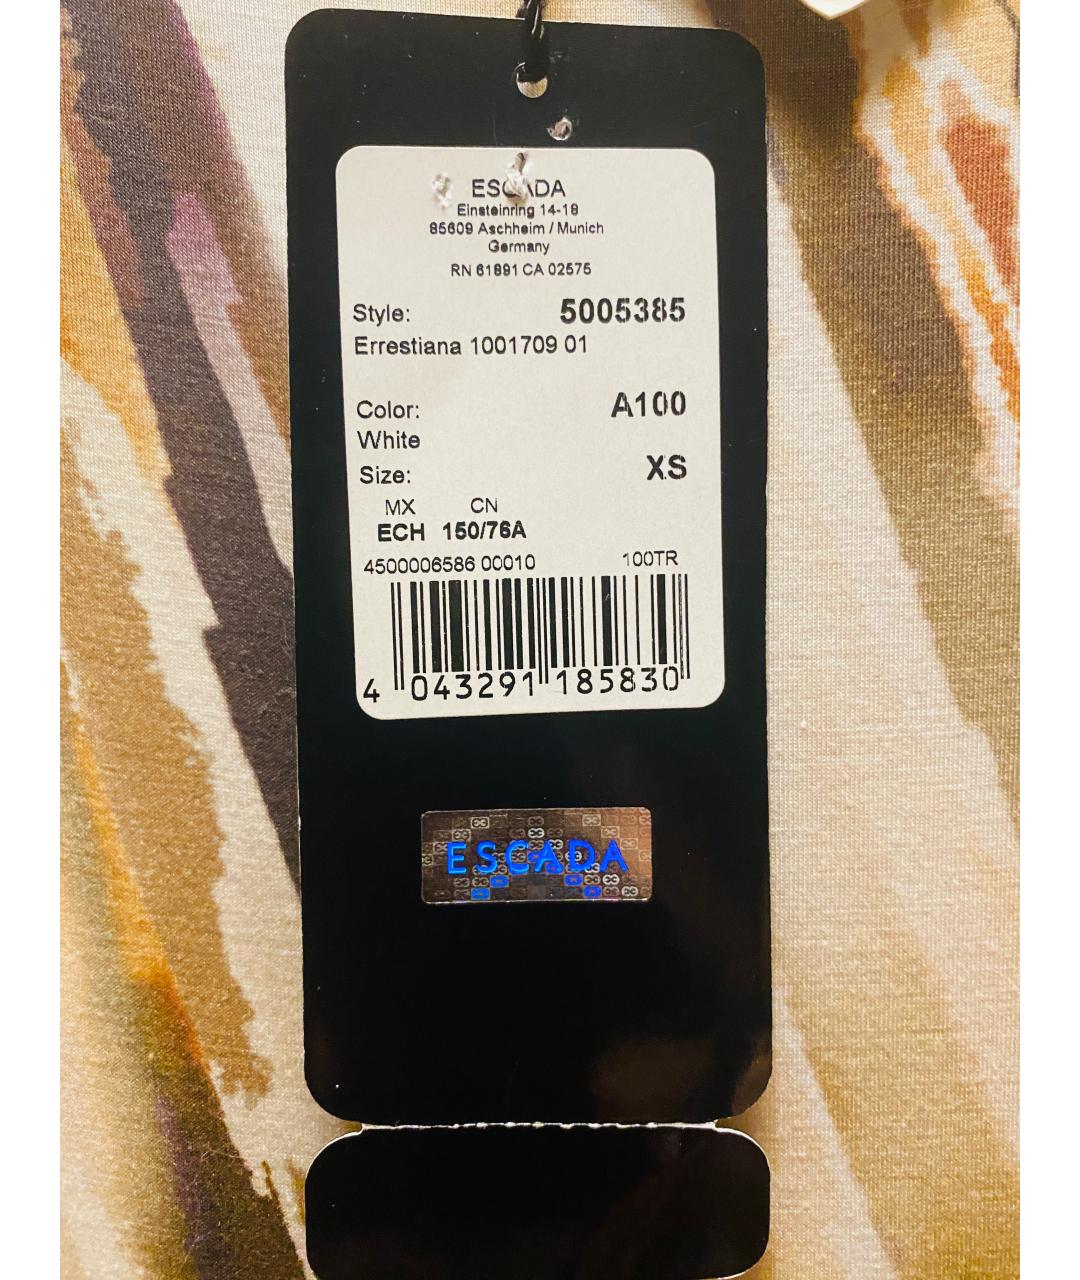 ESCADA
Einsteinring 14-18
85609 Aschheim / Munich
Germany
RN 61891 CA 02575
Style: 5005385
Errestiana 1001709 01
Color: A100
White
Size: XS
MX CN
ECH 150/76A
4500006586 00010 100TR
4 043291 185830
ESCADA